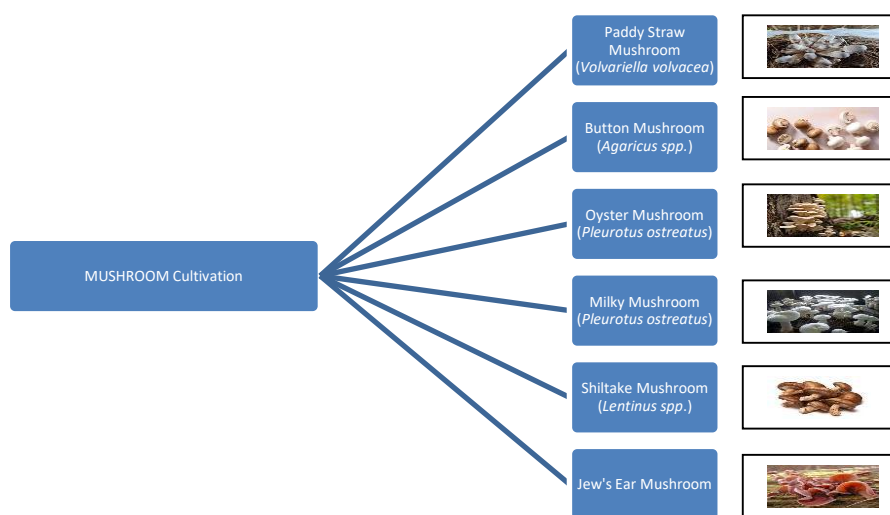 MUSHROOM Cultivation
Paddy Straw
Mushroom
(Volvariella volvacea)
Button Mushroom
(Agaricus spp.)
Oyster Mushroom
(Pleurotus ostreatus)
Milky Mushroom
(Pleurotus ostreatus)
Shiltake Mushroom
(Lentinus spp.)
Jew's Ear Mushroom